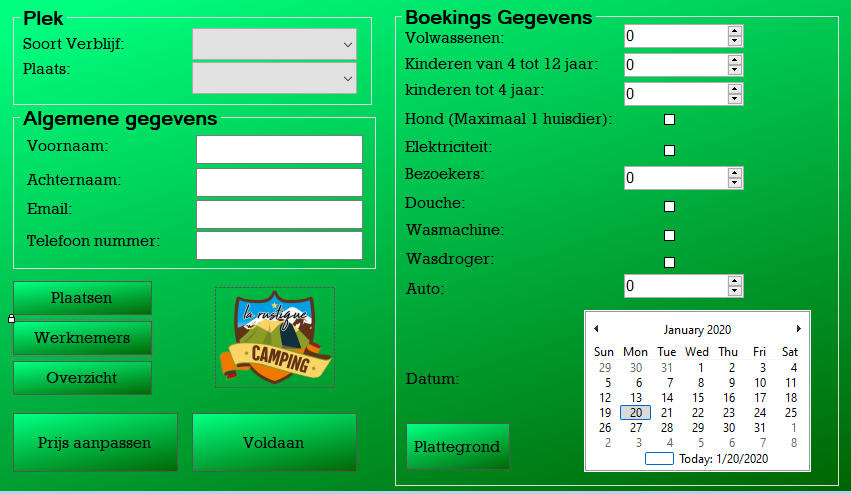 Plek
Soort Verblijf:
Plaats:
Algemene gegevens
Voornaam:
Achternaam:
Email:
Telefoon nummer:
Plaatsen
Werknemers
Overzicht
la rustique
CAMPING
Prijs aanpassen
Voldaan
Boekings Gegevens
Volwassenen: 0
Kinderen van 4 tot 12 jaar: 0
kinderen tot 4 jaar: 0
Hond (Maximaal 1 huisdier):
Elektriciteit:
Bezoekers: 0
Douche:
Wasmachine:
Wasdroger:
Auto: 0
Datum:
January 2020
Sun Mon Tue Wed Thu Fri Sat
29 30 31 1 2 3 4
5 6 7 8 9 10 11
12 13 14 15 16 17 18
19 20 21 22 23 24 25
26 27 28 29 30 31 1
2 3 4 5 6 7 8
Today: 1/20/2020
Plattegrond